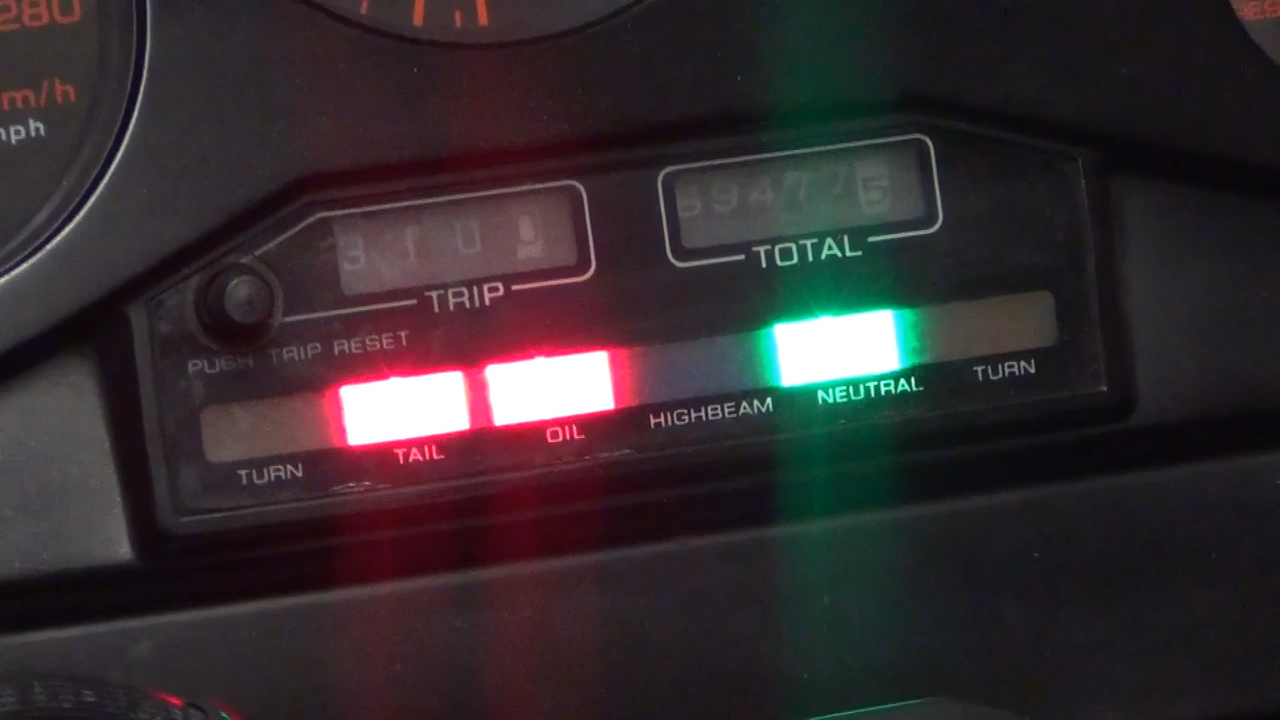 280
m/h
mph
TRIP
TOTAL
PUSH TRIP RESET
TURN
TAIL
OIL
HIGHBEAM
NEUTRAL
TURN